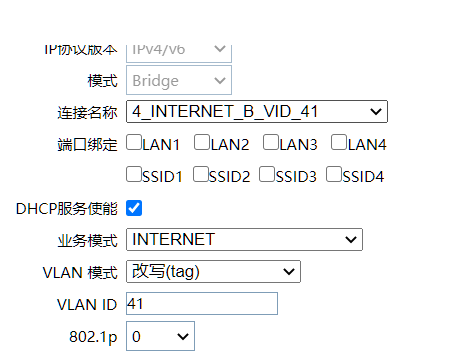 IP协议版本 IPv4/v6
模式 Bridge
连接名称 4_INTERNET_B_VID_41
端口绑定 LAN1 LAN2 LAN3 LAN4
SSID1 SSID2 SSID3 SSID4
DHCP服务使能
业务模式 INTERNET
VLAN 模式 改写(tag)
VLAN ID 41
802.1p 0